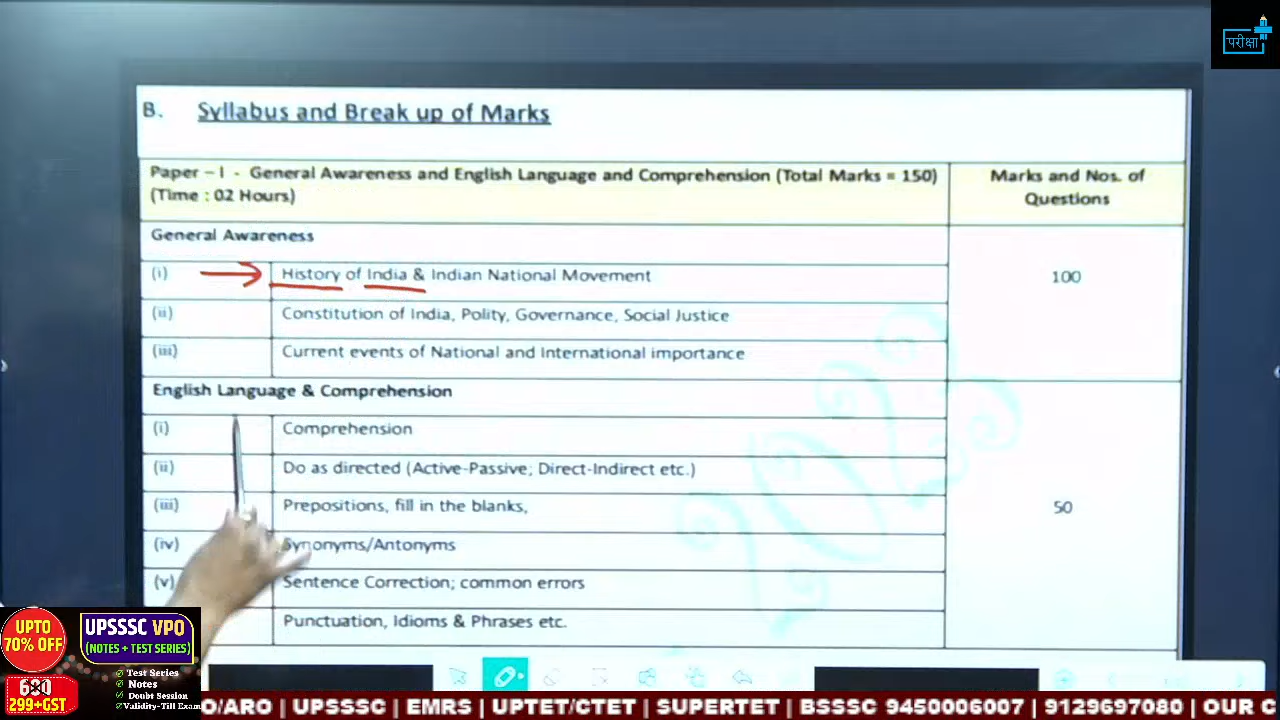 परीक्षा
B. Syllabus and Break up of Marks
Paper – I - General Awareness and English Language and Comprehension (Total Marks = 150)
(Time : 02 Hours)
Marks and Nos. of
Questions
General Awareness
(i) History of India & Indian National Movement
100
(ii) Constitution of India, Polity, Governance, Social Justice
(iii) Current events of National and International importance
English Language & Comprehension
(i) Comprehension
(ii) Do as directed (Active-Passive; Direct-Indirect etc.)
(iii) Prepositions, fill in the blanks,
50
(iv) Synonyms/Antonyms
(v) Sentence Correction; common errors
Punctuation, Idioms & Phrases etc.
2023
UPTO
70% OFF
UPSSSC VPO
(NOTES + TEST SERIES)
Test Series
Notes
Doubt Session
Validity-Till Exam
299+GST
O/ARO | UPSSSC | EMRS | UPTET/CTET | SUPERTET | BSSSC 9450006007 | 9129697080 | OUR C